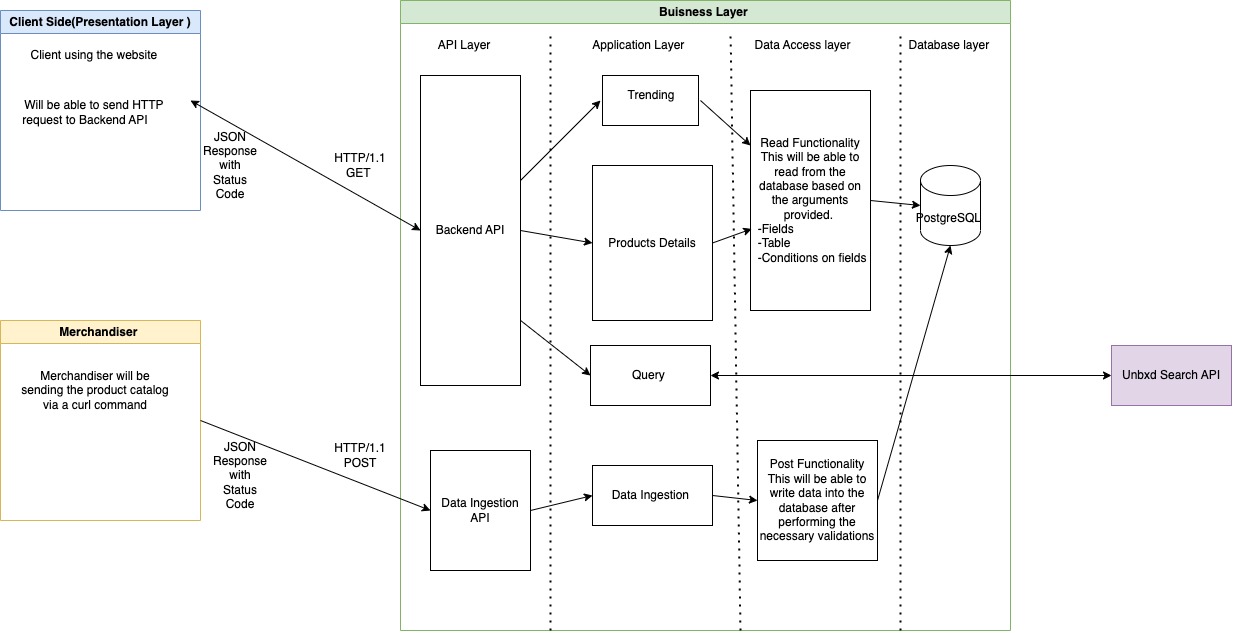 Client Side(Presentation Layer )
Client using the website
Will be able to send HTTP
request to Backend API
JSON
Response
with
Status
Code
HTTP/1.1
GET
Merchandiser
Merchandiser will be
sending the product catalog
via a curl command
JSON
Response
with
Status
Code
HTTP/1.1
POST
Buisness Layer
API Layer
Application Layer
Data Access layer
Database layer
Backend API
Trending
Products Details
Query
Read Functionality
This will be able to
read from the
database based on
the arguments
provided.
-Fields
-Table
-Conditions on fields
PostgreSQL
Unbxd Search API
Data Ingestion
API
Data Ingestion
Post Functionality
This will be able to
write data into the
database after
performing the
necessary validations